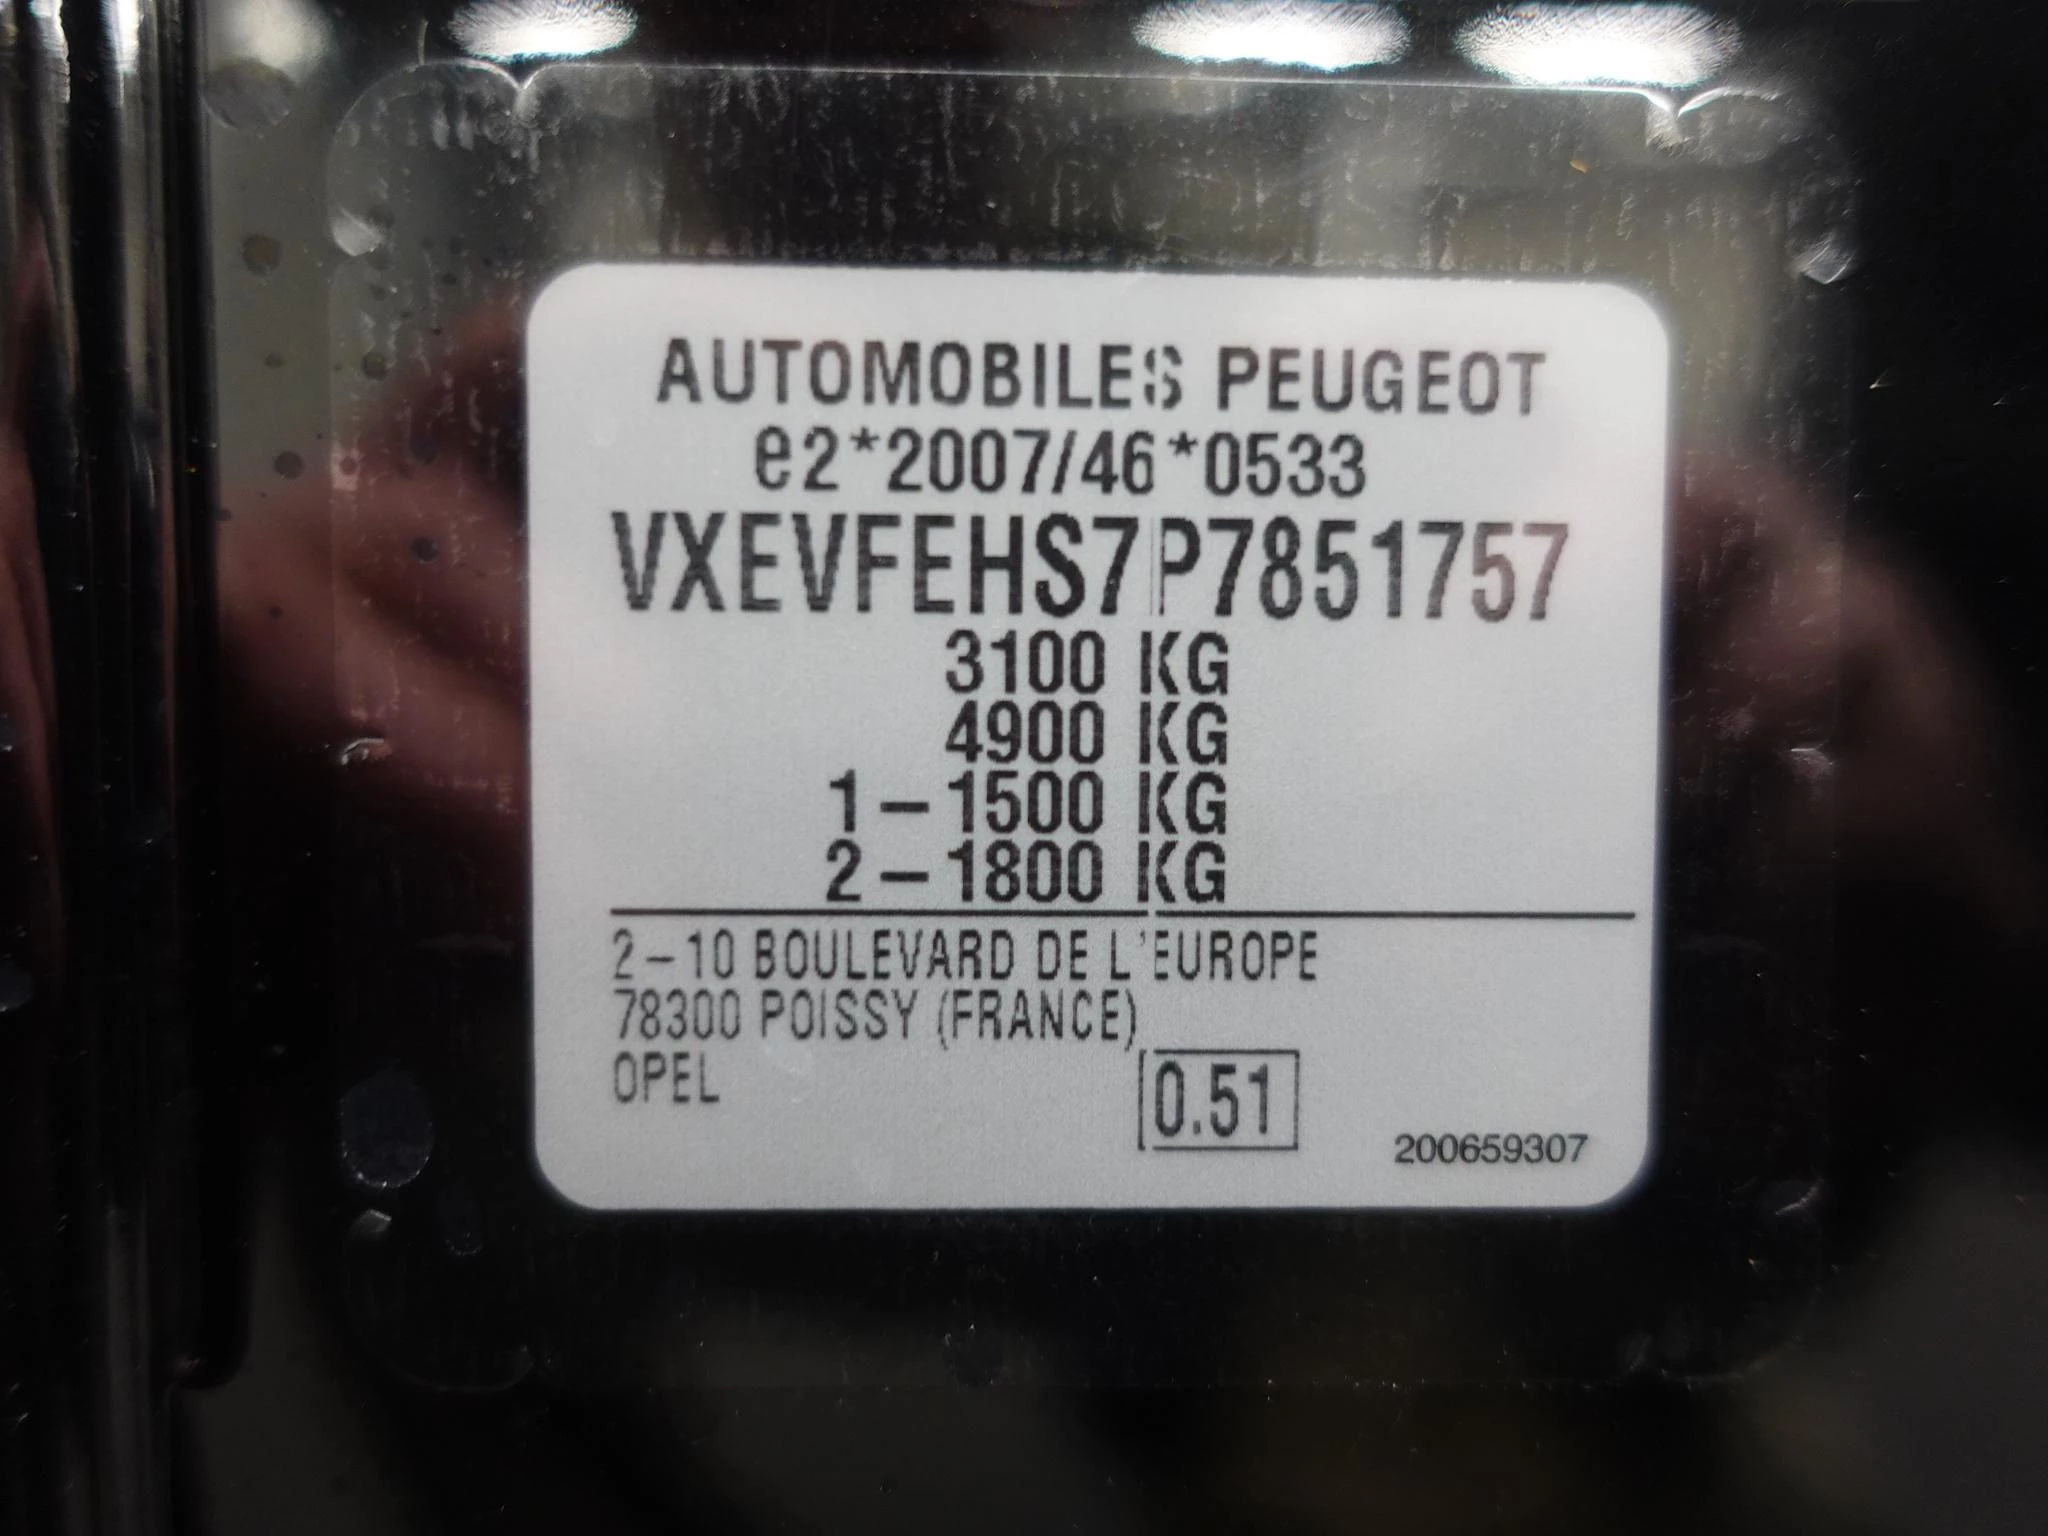 AUTOMOBILES PEUGEOT
e2*2007/46*0533
VXEVFEHS7P7851757
3100 KG
4900 KG
1-1500 KG
2-1800 KG
2-10 BOULEVARD DE L'EUROPE
78300 POISSY (FRANCE)
OPEL
0.51
200659307